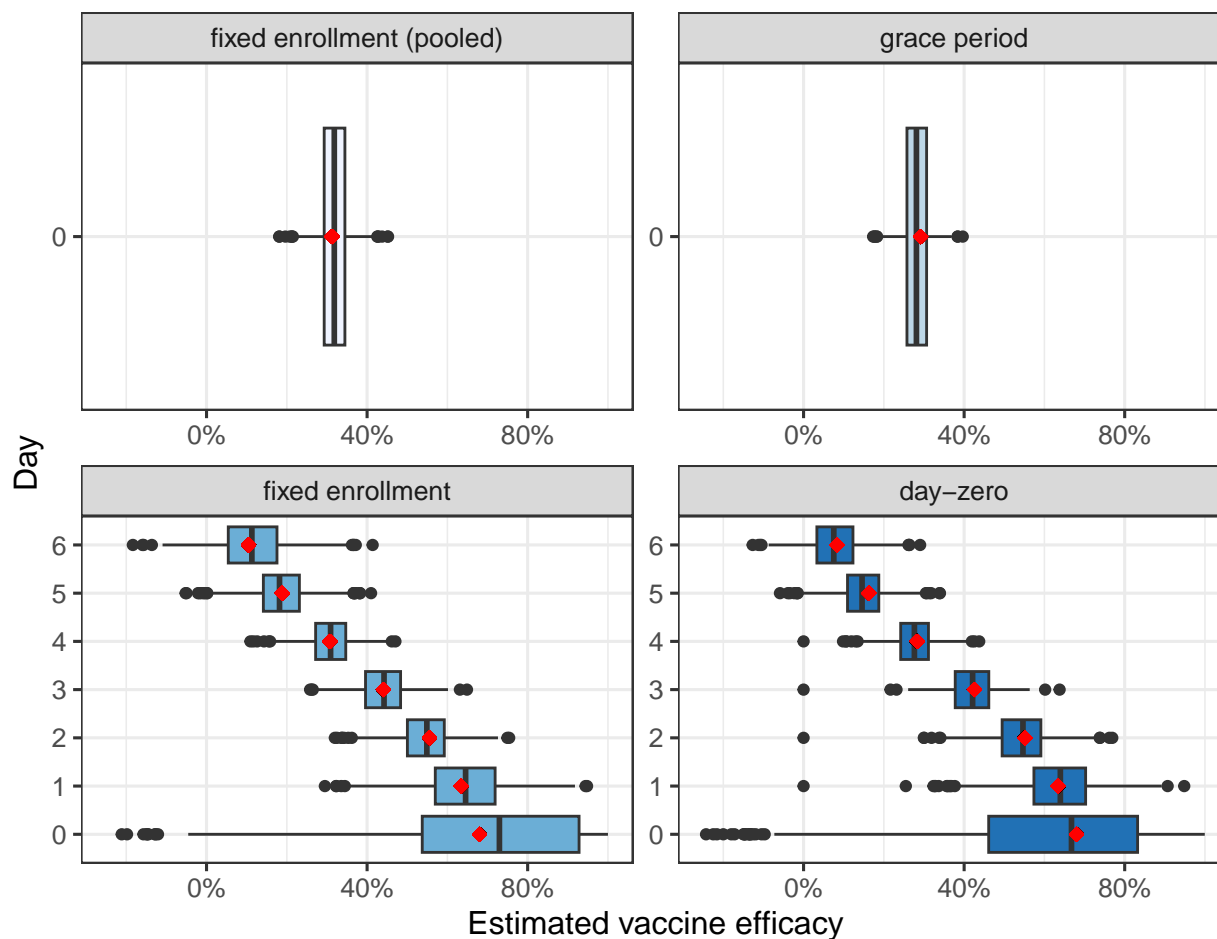 fixed enrollment (pooled)
grace period
0
0
0% 40% 80%
0% 40% 80%
Day
fixed enrollment
day−zero
6
5
4
3
2
1
0
6
5
4
3
2
1
0
0% 40% 80%
0% 40% 80%
Estimated vaccine efficacy